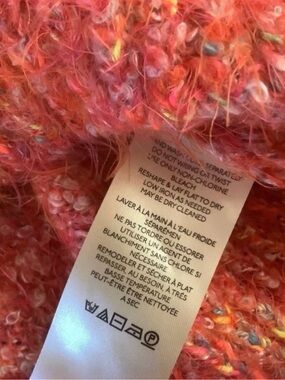 HAND WASH COLD SEPARATELY
DO NOT WRING OR TWIST
USE ONLY NON-CHLORINE
BLEACH
RESHAPE & LAY FLAT TO DRY
LOW IRON AS NEEDED
MAY BE DRY CLEANED
LAVER À LA MAIN À L'EAU FROIDE
SÉPARÉMEN
NE PAS TORDRE OU ESSORER
UTILISER UN AGENT DE
BLANCHIMENT SANS CHLORE SI
NÉCESSAIRE
REMODELER ET SÉCHER À PLAT
REPASSER, AU BESOIN, À TRÈS
BASSE TEMPÉRATURE
PEUT-ÊTRE ÊTRE NETTOYÉE
A SEC
P